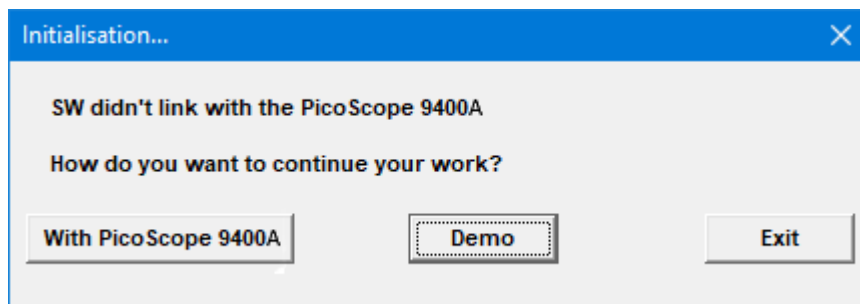 Initialisation...
SW didn't link with the PicoScope 9400A
How do you want to continue your work?
With PicoScope 9400A Demo Exit